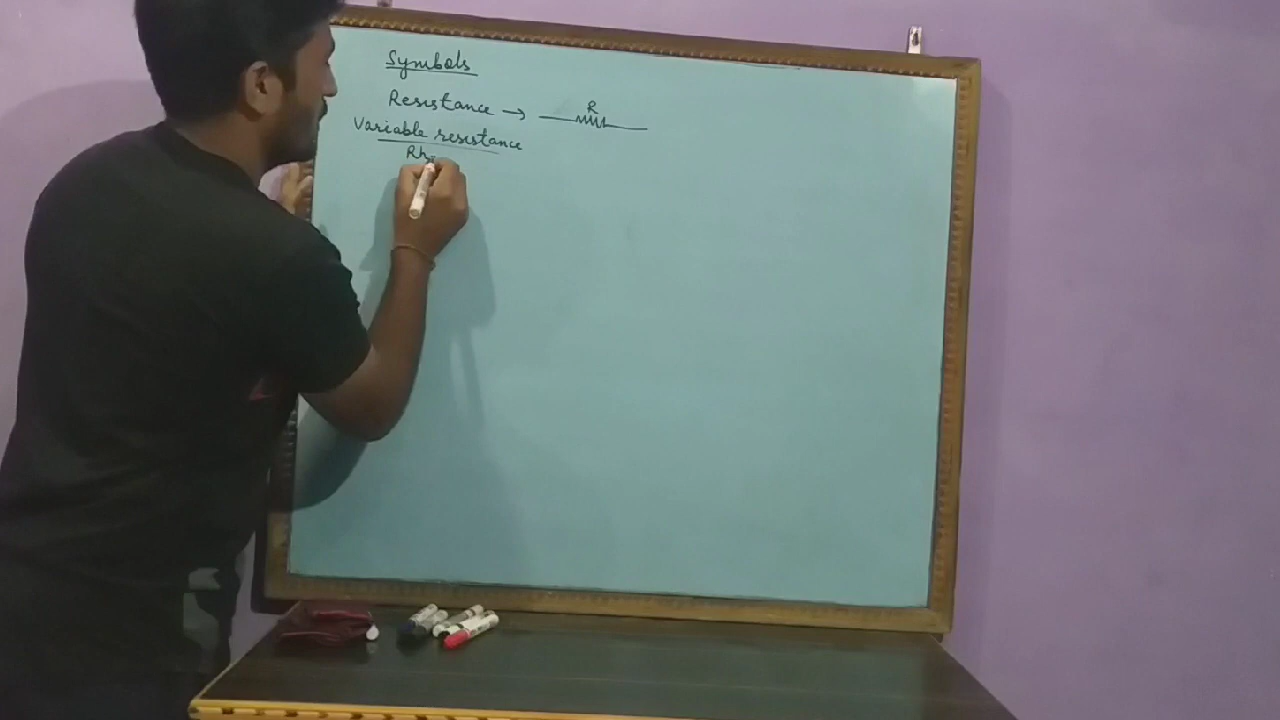 Symbols
Resistance → R
Variable resistance
Rh